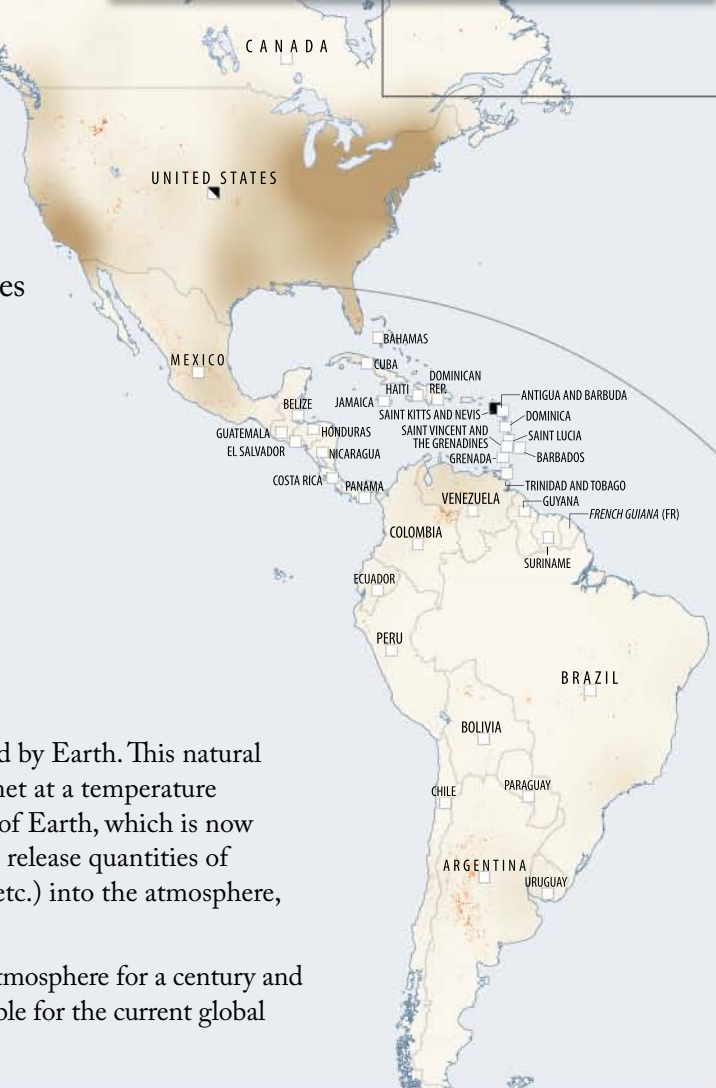 CANADA
UNITED STATES
es
MEXICO
BAHAMAS
CUBA
DOMINICAN
REP.
HAITI
JAMAICA
BELIZE
ANTIGUA AND BARBUDA
SAINT KITTS AND NEVIS
DOMINICA
GUATEMALA
HONDURAS
SAINT VINCENT AND
THE GRENADINES
SAINT LUCIA
EL SALVADOR
NICARAGUA
GRENADA
BARBADOS
COSTA RICA
PANAMA
TRINIDAD AND TOBAGO
VENEZUELA
GUYANA
FRENCH GUIANA (FR)
COLOMBIA
SURINAME
ECUADOR
PERU
BRAZIL
BOLIVIA
CHILE
PARAGUAY
ARGENTINA
URUGUAY
d by Earth. This natural
net at a temperature
of Earth, which is now
release quantities of
etc.) into the atmosphere,
tmosphere for a century and
ble for the current global